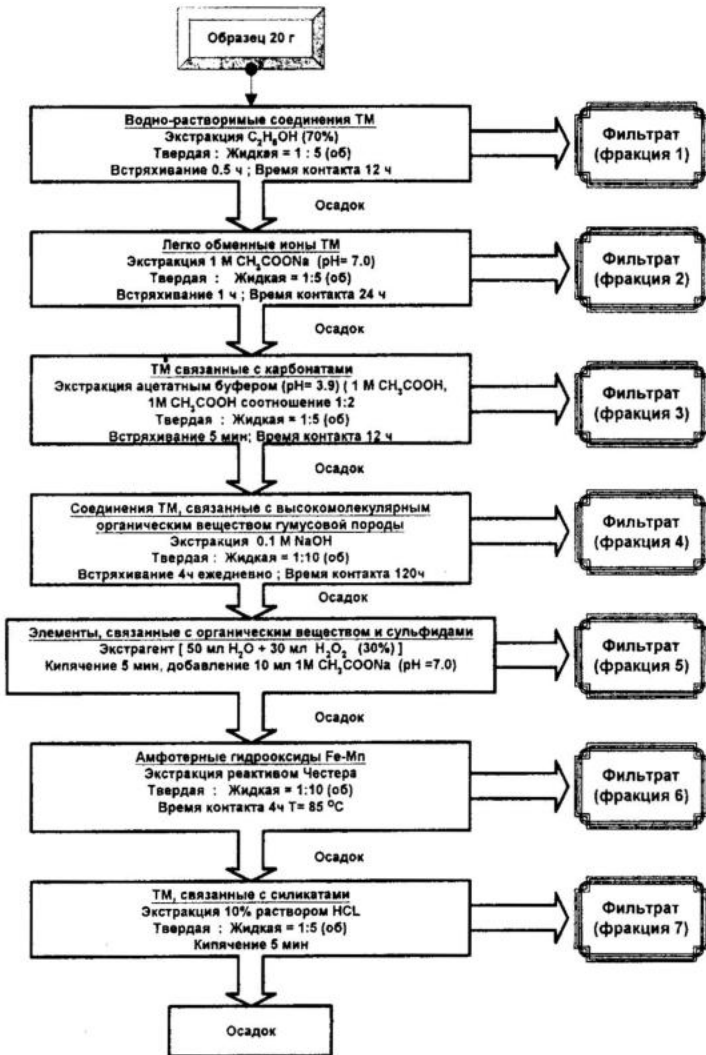 Образец 20 г
Водно-растворимые соединения ТМ
Экстракция C₂H₅OH (70%)
Твердая : Жидкая = 1 : 5 (об)
Встряхивание 0.5 ч ; Время контакта 12 ч
Фильтрат
(фракция 1)
Осадок
Легко обменные ионы ТМ
Экстракция 1 М CH₃COONa (pH= 7.0)
Твердая : Жидкая = 1:5 (об)
Встряхивание 1 ч ; Время контакта 24 ч
Фильтрат
(фракция 2)
Осадок
ТМ связанные с карбонатами
Экстракция ацетатным буфером (pH= 3.9) ( 1 М CH₃COOH,
1М CH₃COOH соотношение 1:2
Твердая : Жидкая = 1:5 (об)
Встряхивание 5 мин; Время контакта 12 ч
Фильтрат
(фракция 3)
Осадок
Соединения ТМ, связанные с высокомолекулярным
органическим веществом гумусовой породы
Экстракция 0.1 М NaOH
Твердая : Жидкая = 1:10 (об)
Встряхивание 4ч ежедневно ; Время контакта 120ч
Фильтрат
(фракция 4)
Осадок
Элементы, связанные с органическим веществом и сульфидами
Экстрагент [ 50 мл H₂O + 30 мл H₂O₂ (30%) ]
Кипячение 5 мин, добавление 10 мл 1М CH₃COONa (pH =7.0)
Фильтрат
(фракция 5)
Осадок
Амфотерные гидрооксиды Fe-Mn
Экстракция реактивом Честера
Твердая : Жидкая = 1:10 (об)
Время контакта 4ч Т= 85 °C
Фильтрат
(фракция 6)
Осадок
ТМ, связанные с силикатами
Экстракция 10% раствором HCL
Твердая : Жидкая = 1:5 (об)
Кипячение 5 мин
Фильтрат
(фракция 7)
Осадок